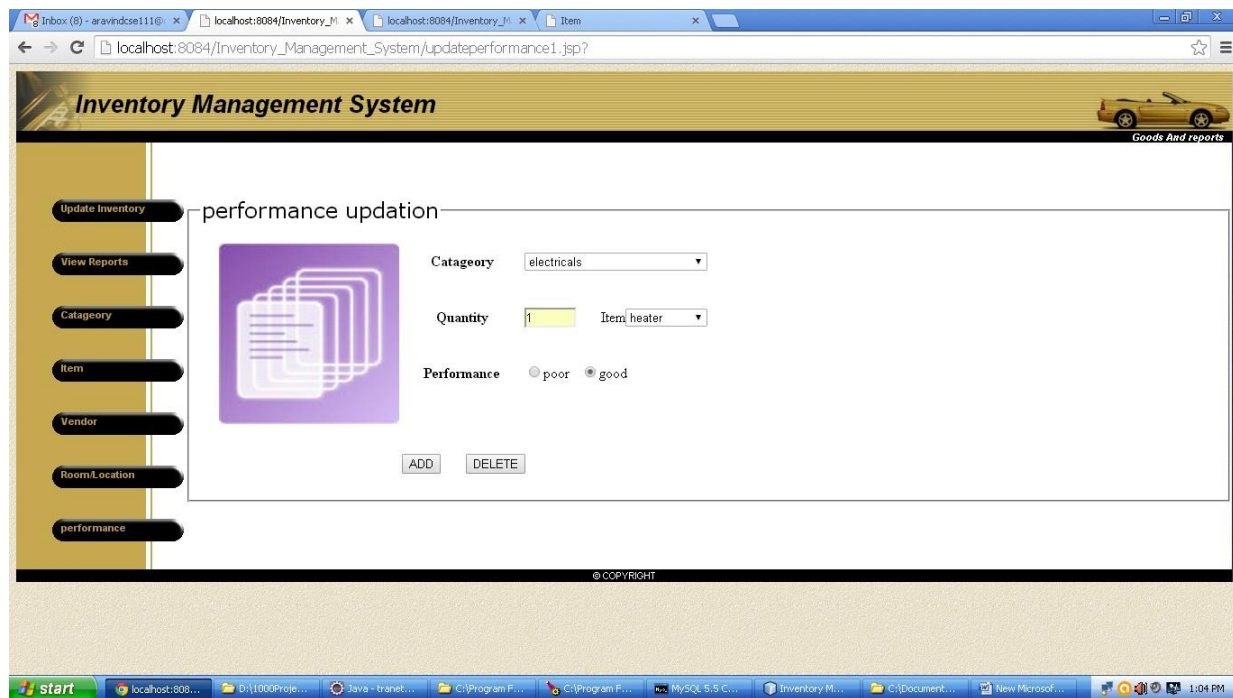 Inbox (8) - aravindcse111@ localhost:8084/Inventory_M localhost:8084/Inventory_M Item
localhost:8084/Inventory_Management_System/updateperformance1.jsp?
Inventory Management System
Goods And reports
Update Inventory
View Reports
Catageory
Item
Vendor
Room/Location
performance
performance updation
Catageory electricals
Quantity 1 Item heater
Performance poor good
ADD DELETE
© COPYRIGHT
start localhost:808... D:\1000Proje... Java - tranet... C:\Program F... C:\Program F... MySQL 5.5 C... Inventory M... C:\Document... New Microsof... 1:04 PM